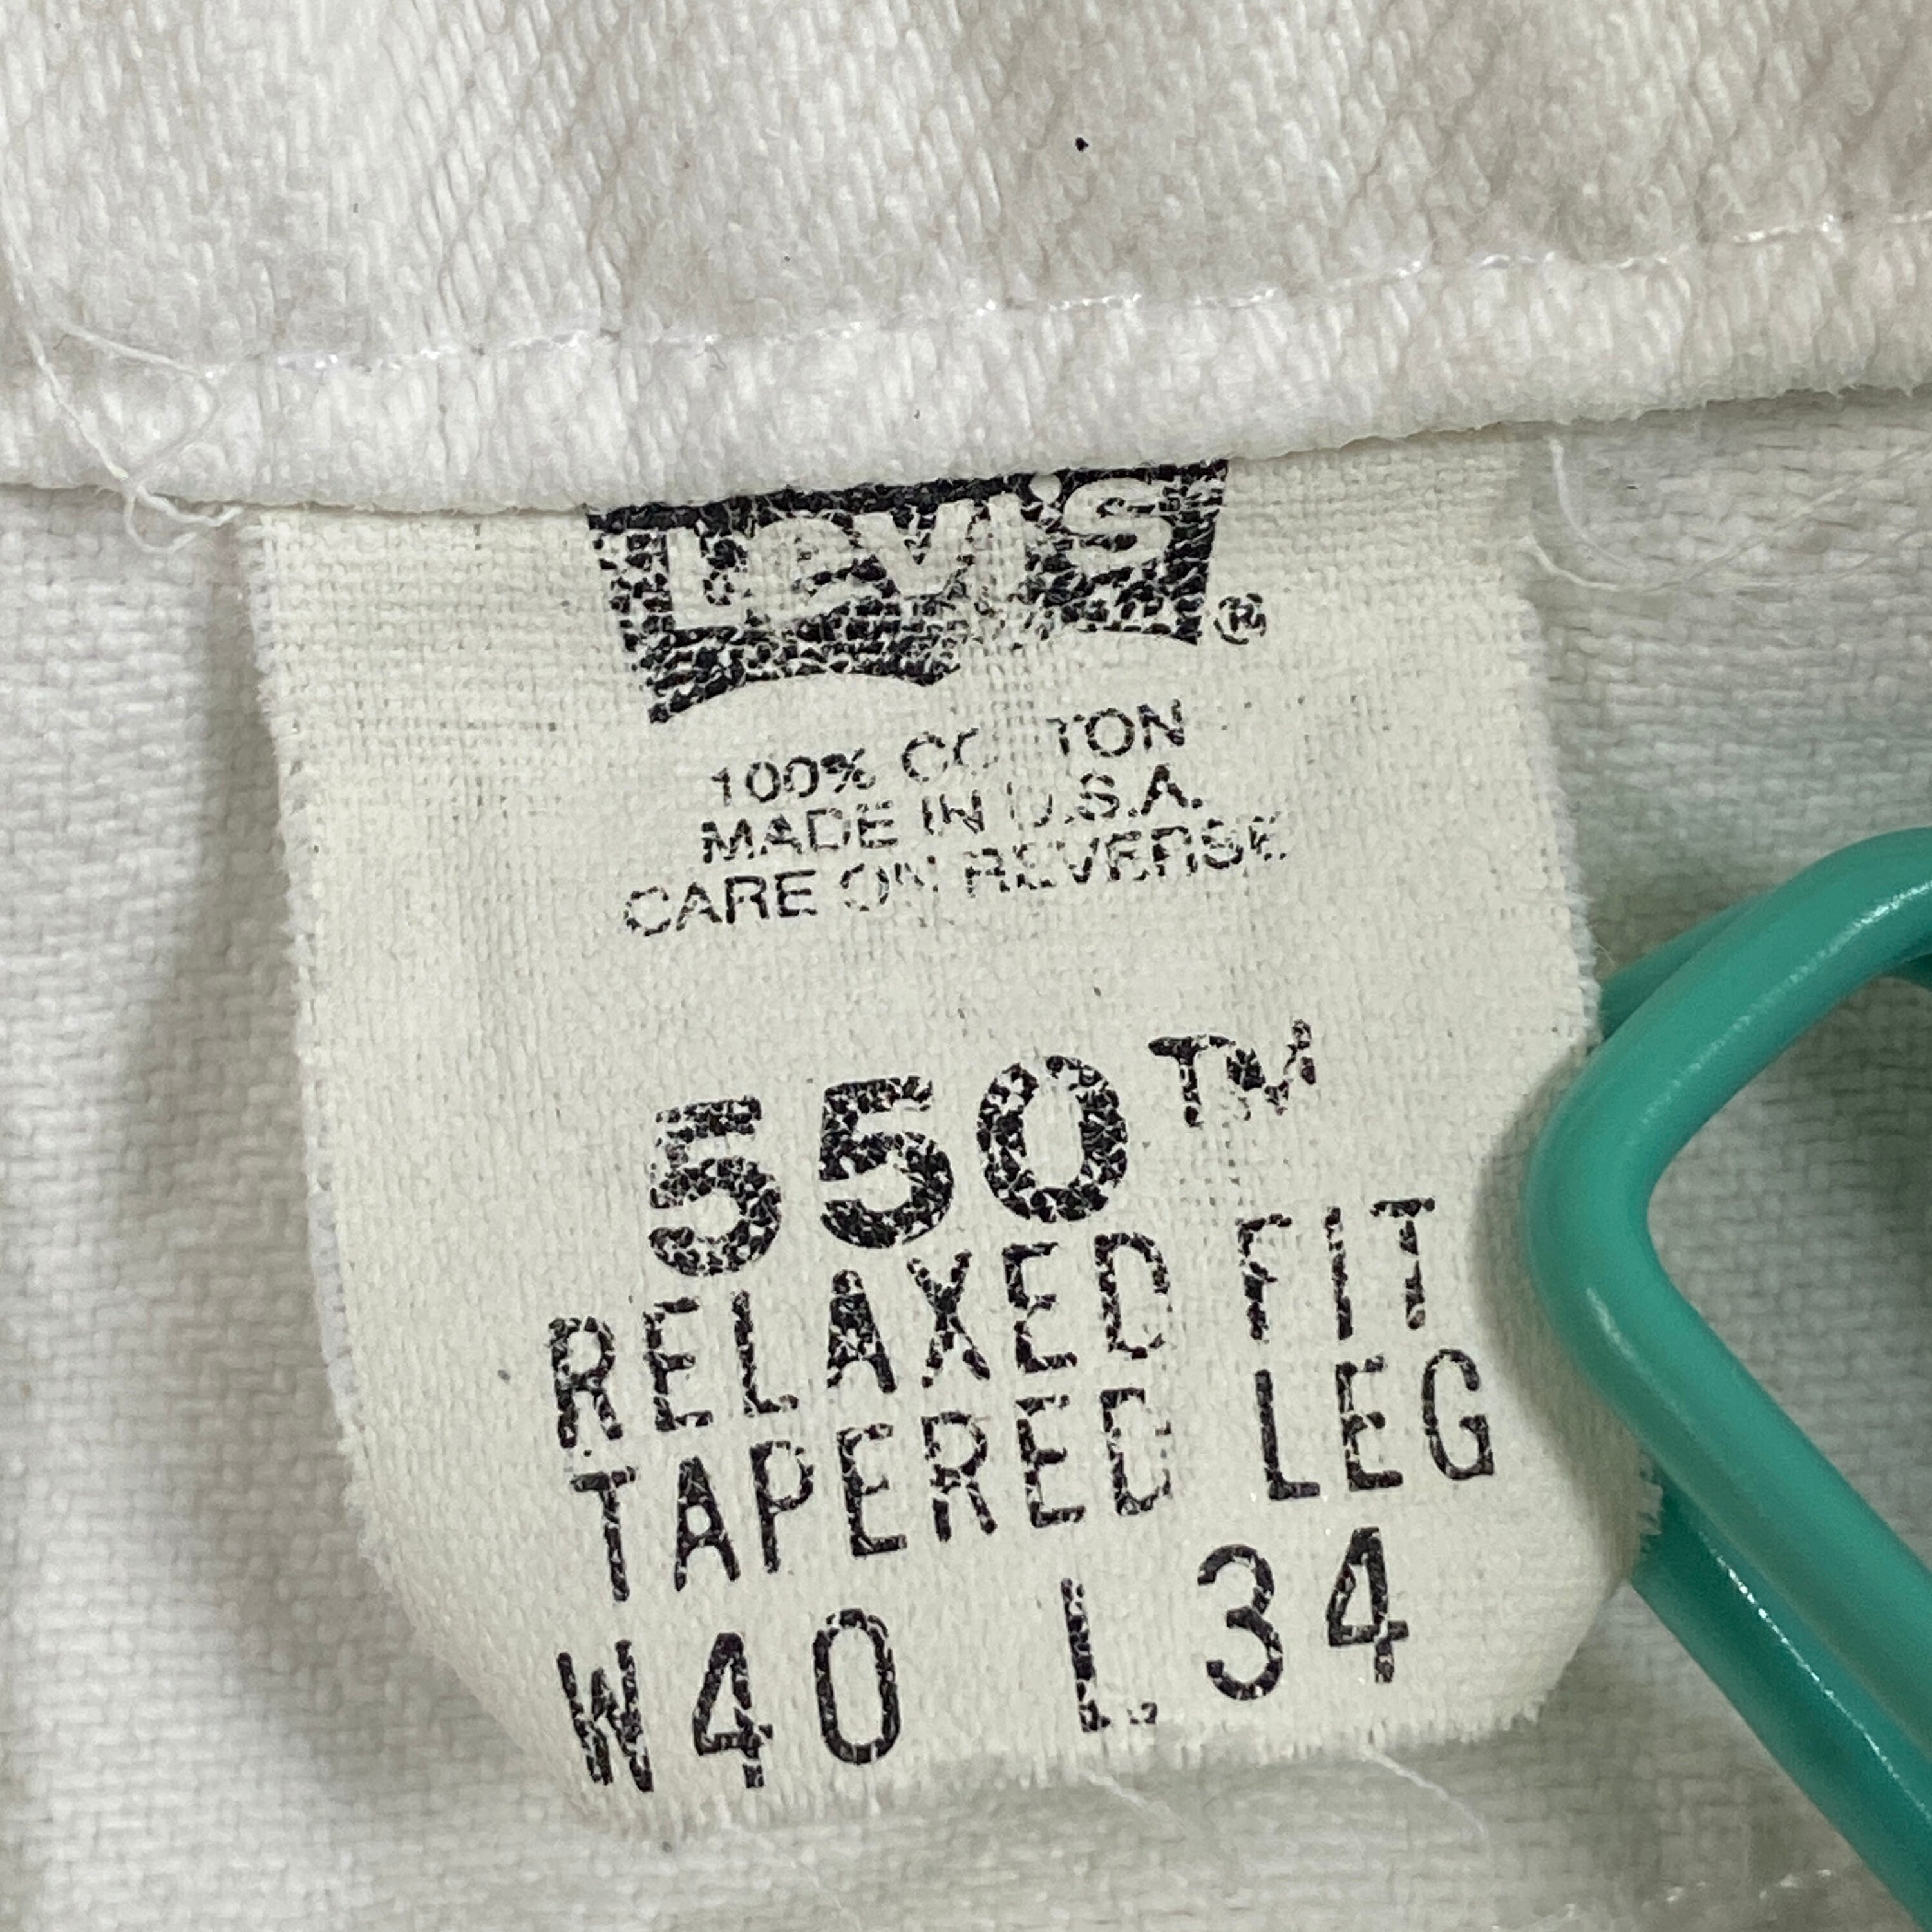 Levi's®
100% COTTON
MADE IN U.S.A.
CARE ON REVERSE
550™
RELAXED FIT
TAPERED LEG
W40 L34